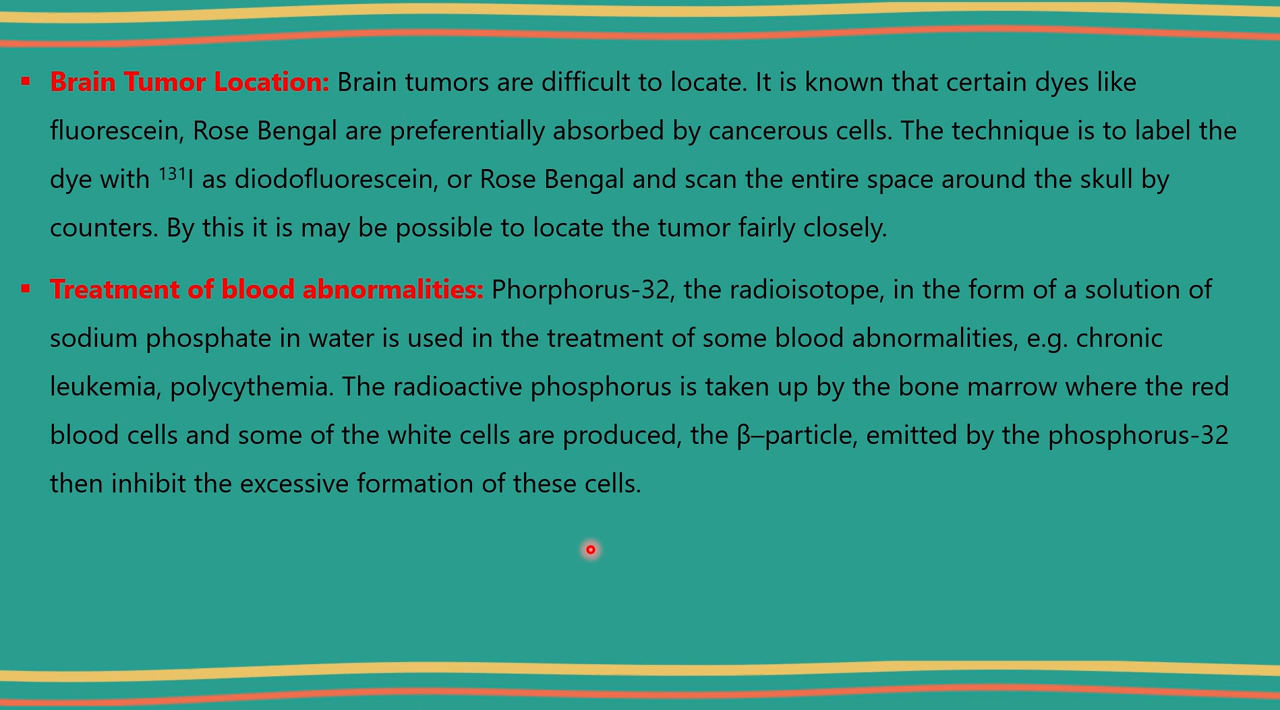 ▪ Brain Tumor Location: Brain tumors are difficult to locate. It is known that certain dyes like
fluorescein, Rose Bengal are preferentially absorbed by cancerous cells. The technique is to label the
dye with ¹³¹I as diodofluorescein, or Rose Bengal and scan the entire space around the skull by
counters. By this it is may be possible to locate the tumor fairly closely.
▪ Treatment of blood abnormalities: Phorphorus-32, the radioisotope, in the form of a solution of
sodium phosphate in water is used in the treatment of some blood abnormalities, e.g. chronic
leukemia, polycythemia. The radioactive phosphorus is taken up by the bone marrow where the red
blood cells and some of the white cells are produced, the β–particle, emitted by the phosphorus-32
then inhibit the excessive formation of these cells.